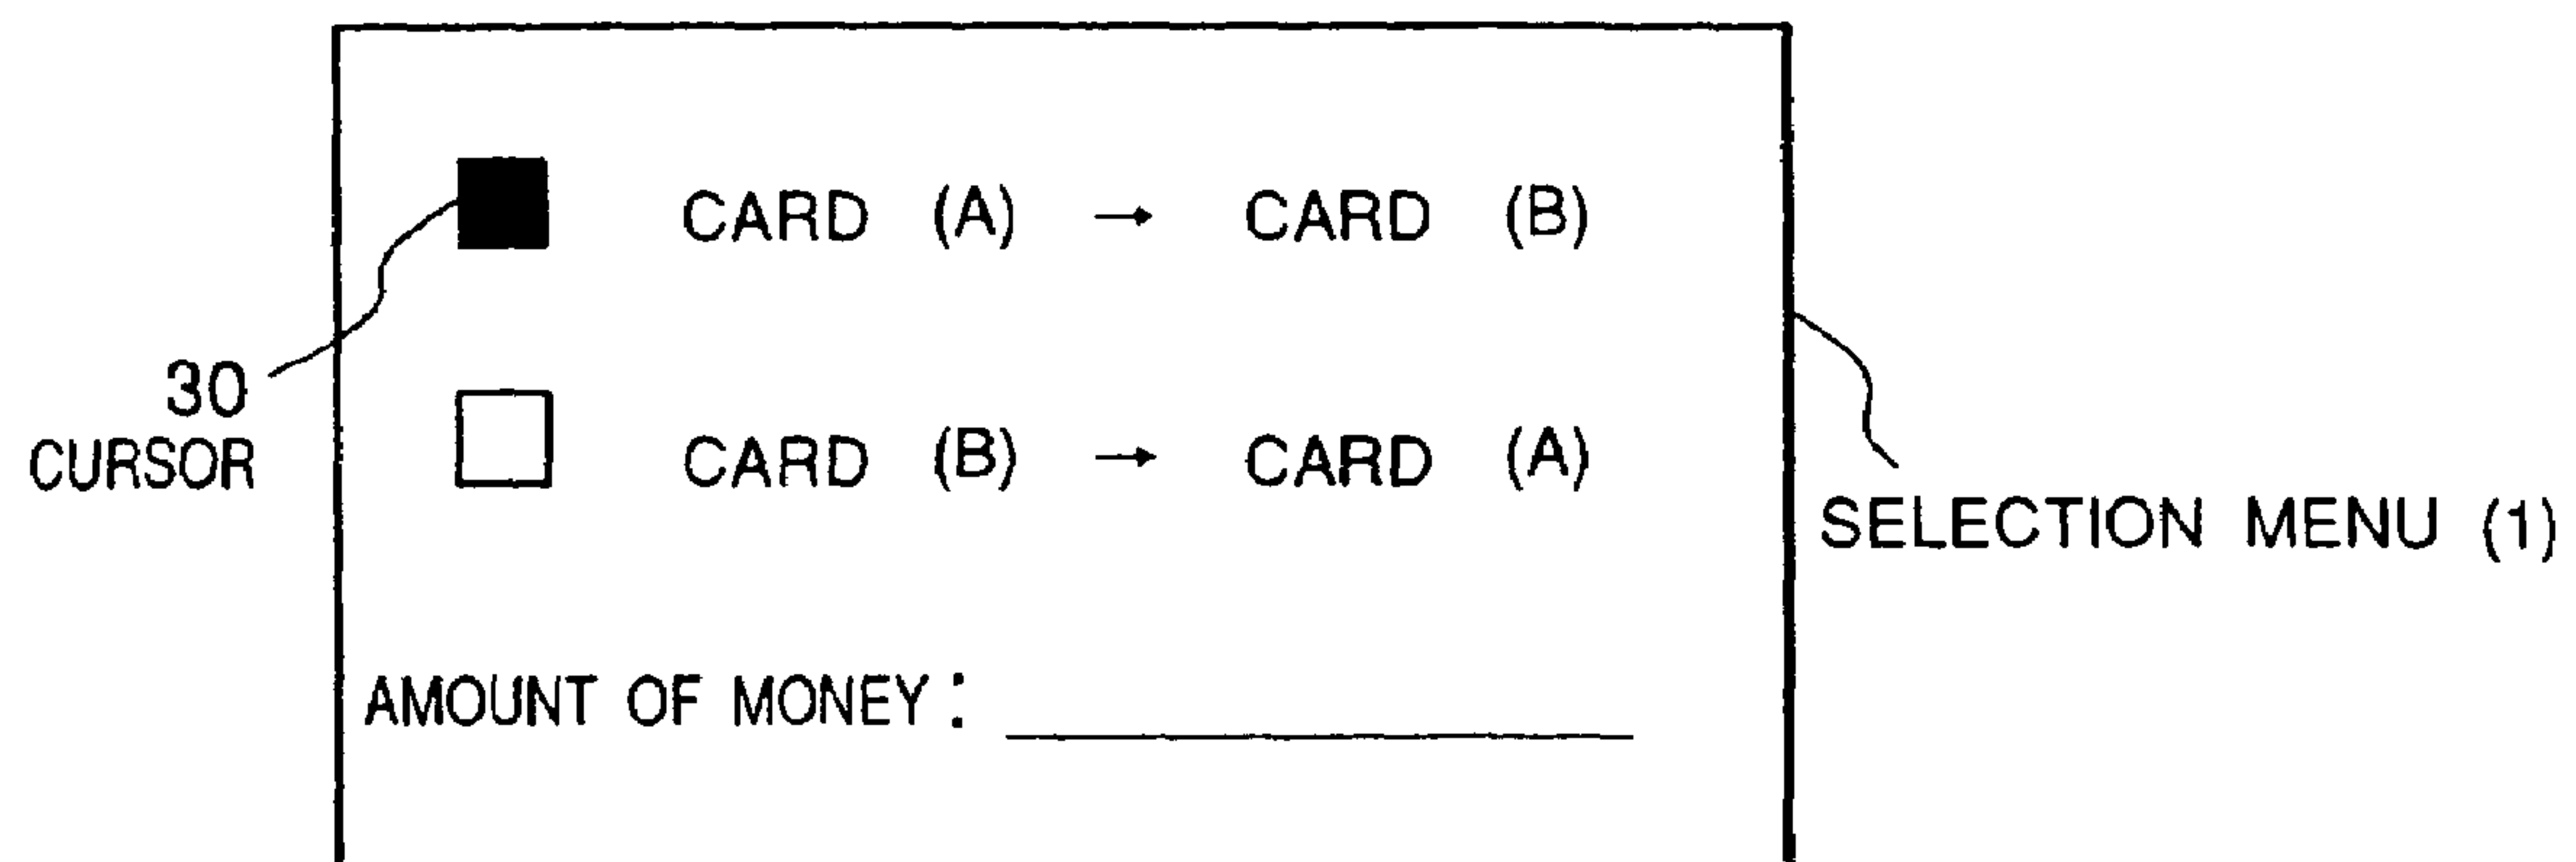 CARD (A) → CARD (B)
30
CURSOR
CARD (B) → CARD (A)
SELECTION MENU (1)
AMOUNT OF MONEY: